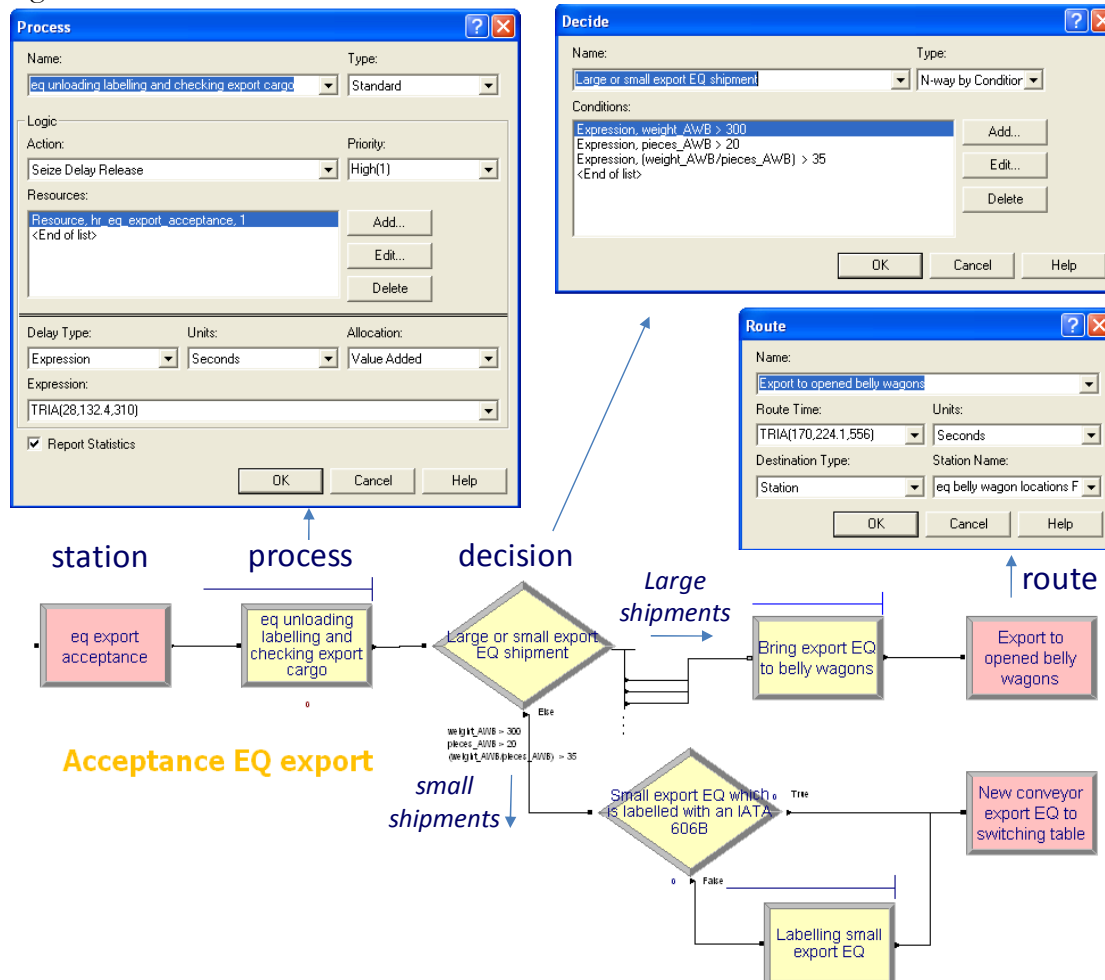 Process
Name:
Type:
eq unloading labelling and checking export cargo
Standard
Logic
Action:
Priority:
Seize Delay Release
High(1)
Resources:
Resource, hr_eq_export_acceptance, 1
<End of list>
Add...
Edit...
Delete
Delay Type:
Units:
Allocation:
Expression
Seconds
Value Added
Expression:
TRIA(28,132.4,310)
Report Statistics
OK
Cancel
Help
Decide
Name:
Type:
Large or small export EQ shipment
N-way by Condition
Conditions:
Expression, weight_AWB > 300
Expression, pieces_AWB > 20
Expression, (weight_AWB/pieces_AWB) > 35
<End of list>
Add...
Edit...
Delete
OK
Cancel
Help
Route
Name:
Export to opened belly wagons
Route Time:
Units:
TRIA(170,224.1,556)
Seconds
Destination Type:
Station Name:
Station
eq belly wagon locations F
OK
Cancel
Help
station
process
decision
Large
shipments
route
eq export
acceptance
eq unloading
labelling and
checking export
cargo
0
Large or small export
EQ shipment
Bring export EQ
to belly wagons
Export to
opened belly
wagons
Else
weight_AWB > 300
pieces_AWB > 20
(weight_AWB/pieces_AWB) > 35
Acceptance EQ export
small
shipments
Small export EQ which
is labelled with an IATA
606B
0
True
New conveyor
export EQ to
switching table
0
False
Labelling small
export EQ